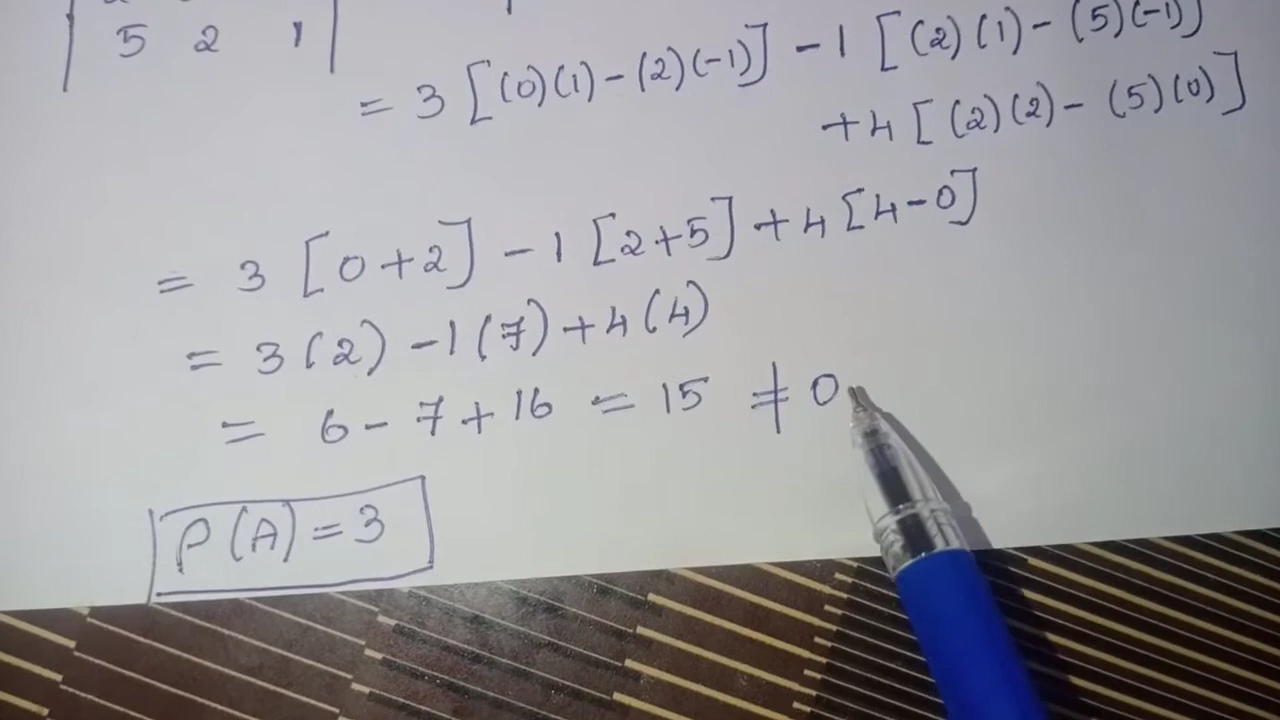 5 2 1
= 3 [(0)(1) - (2)(-1)] - 1 [(2)(1) - (5)(-1)]
+ 4 [(2)(2) - (5)(0)]
= 3 [0+2] - 1 [2+5] + 4 [4-0]
= 3(2) - 1(7) + 4(4)
= 6 - 7 + 16 = 15 ≠ 0
ρ(A) = 3